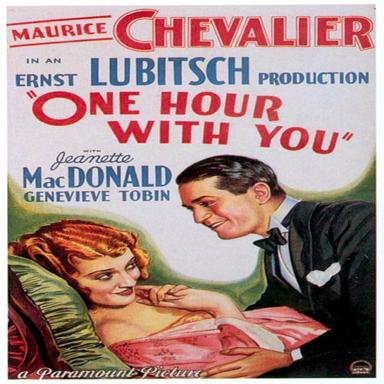 MAURICE CHEVALIER
IN AN
ERNST LUBITSCH PRODUCTION
"ONE HOUR
WITH YOU"
WITH
Jeanette
MacDONALD
GENEVIEVE TOBIN
a Paramount Picture